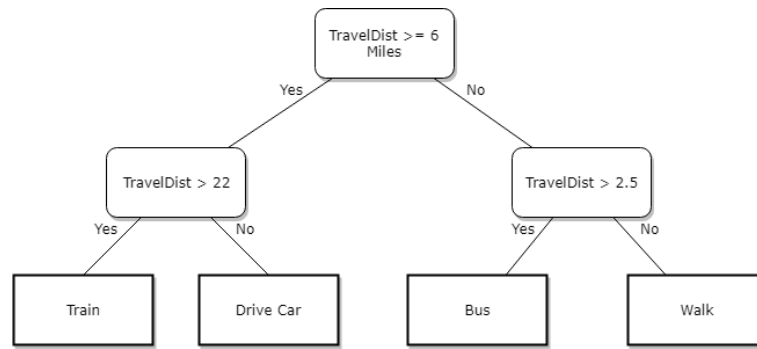 TravelDist >= 6
Miles
Yes
No
TravelDist > 22
TravelDist > 2.5
Yes
No
Yes
No
Train
Drive Car
Bus
Walk